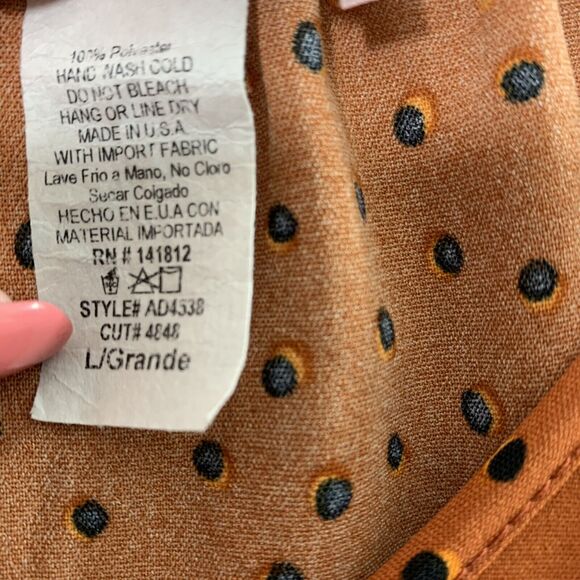 100% Polyester
HAND WASH COLD
DO NOT BLEACH
HANG OR LINE DRY
MADE IN U.S.A
WITH IMPORT FABRIC
Lave Frio a Mano, No Cloro
Secar Colgado
HECHO EN E.U.A CON
MATERIAL IMPORTADA
RN # 141812
STYLE# AD4338
CUT# 4848
L/Grande